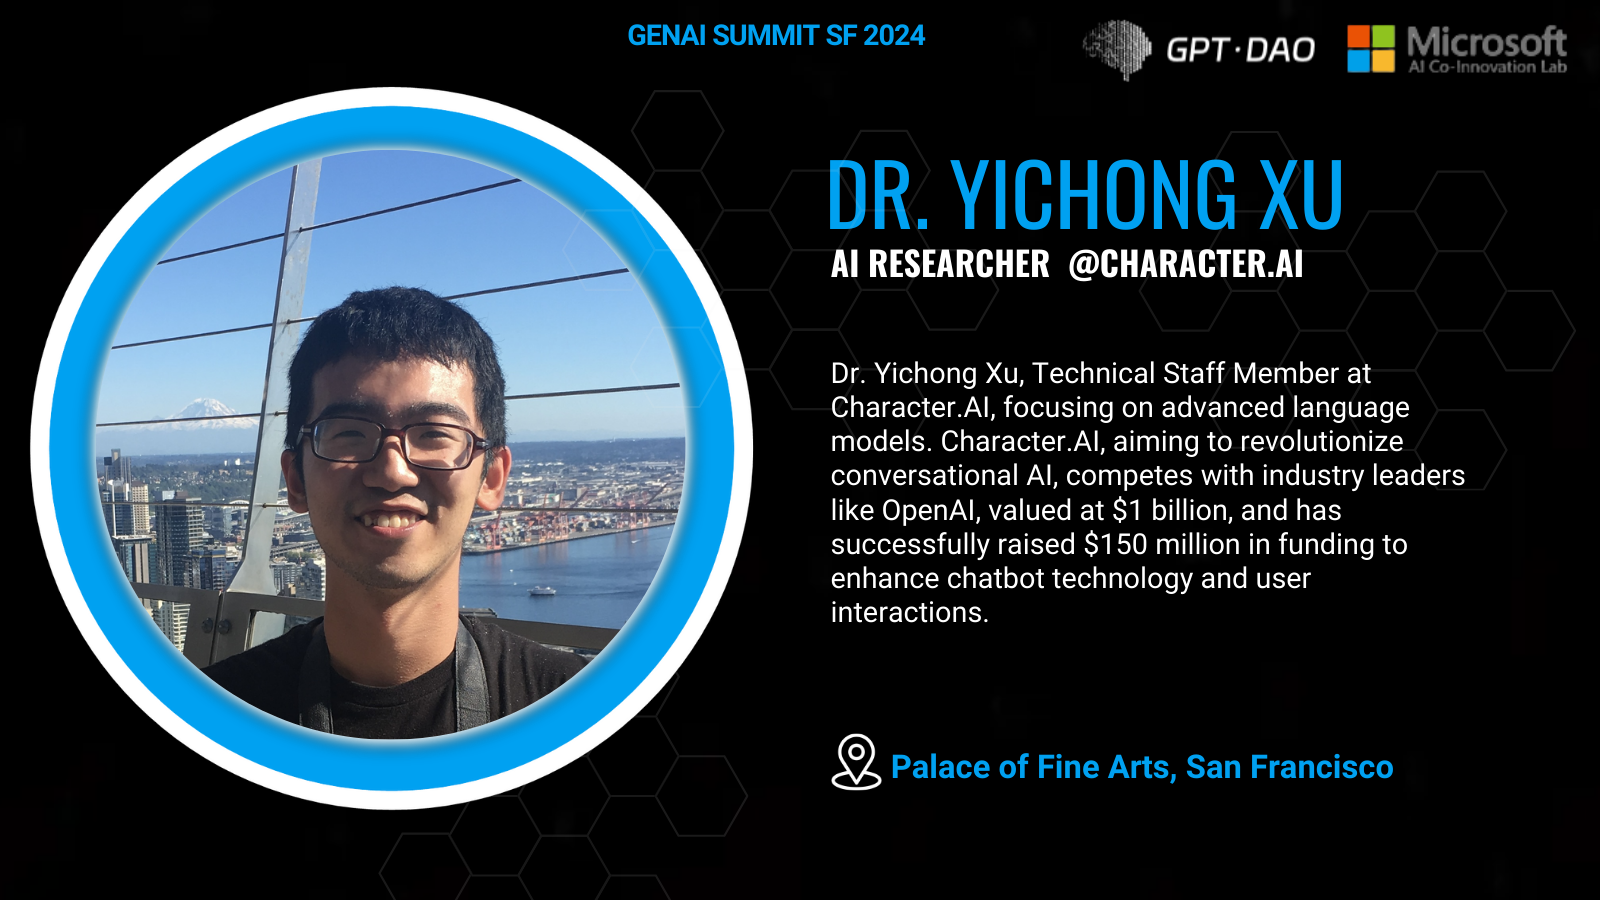 GENAI SUMMIT SF 2024
GPT·DAO
Microsoft
AI Co-Innovation Lab
DR. YICHONG XU
AI RESEARCHER @CHARACTER.AI
Dr. Yichong Xu, Technical Staff Member at
Character.AI, focusing on advanced language
models. Character.AI, aiming to revolutionize
conversational AI, competes with industry leaders
like OpenAI, valued at $1 billion, and has
successfully raised $150 million in funding to
enhance chatbot technology and user
interactions.
Palace of Fine Arts, San Francisco